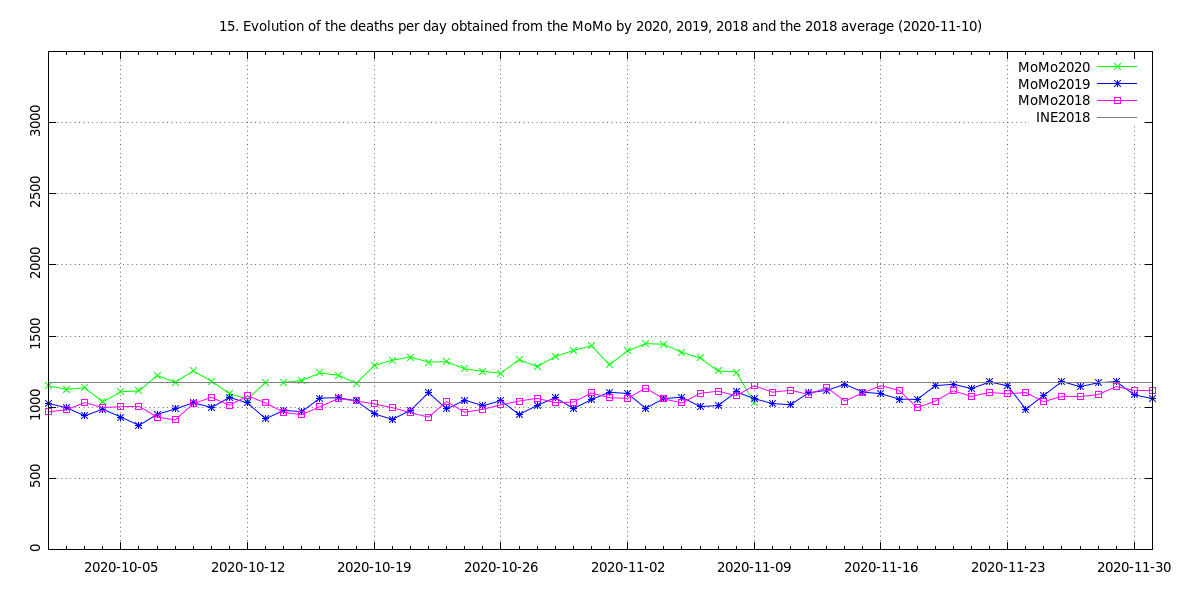 15. Evolution of the deaths per day obtained from the MoMo by 2020, 2019, 2018 and the 2018 average (2020-11-10)
MoMo2020
MoMo2019
MoMo2018
INE2018
3000
2500
2000
1500
1000
500
0
2020-10-05 2020-10-12 2020-10-19 2020-10-26 2020-11-02 2020-11-09 2020-11-16 2020-11-23 2020-11-30